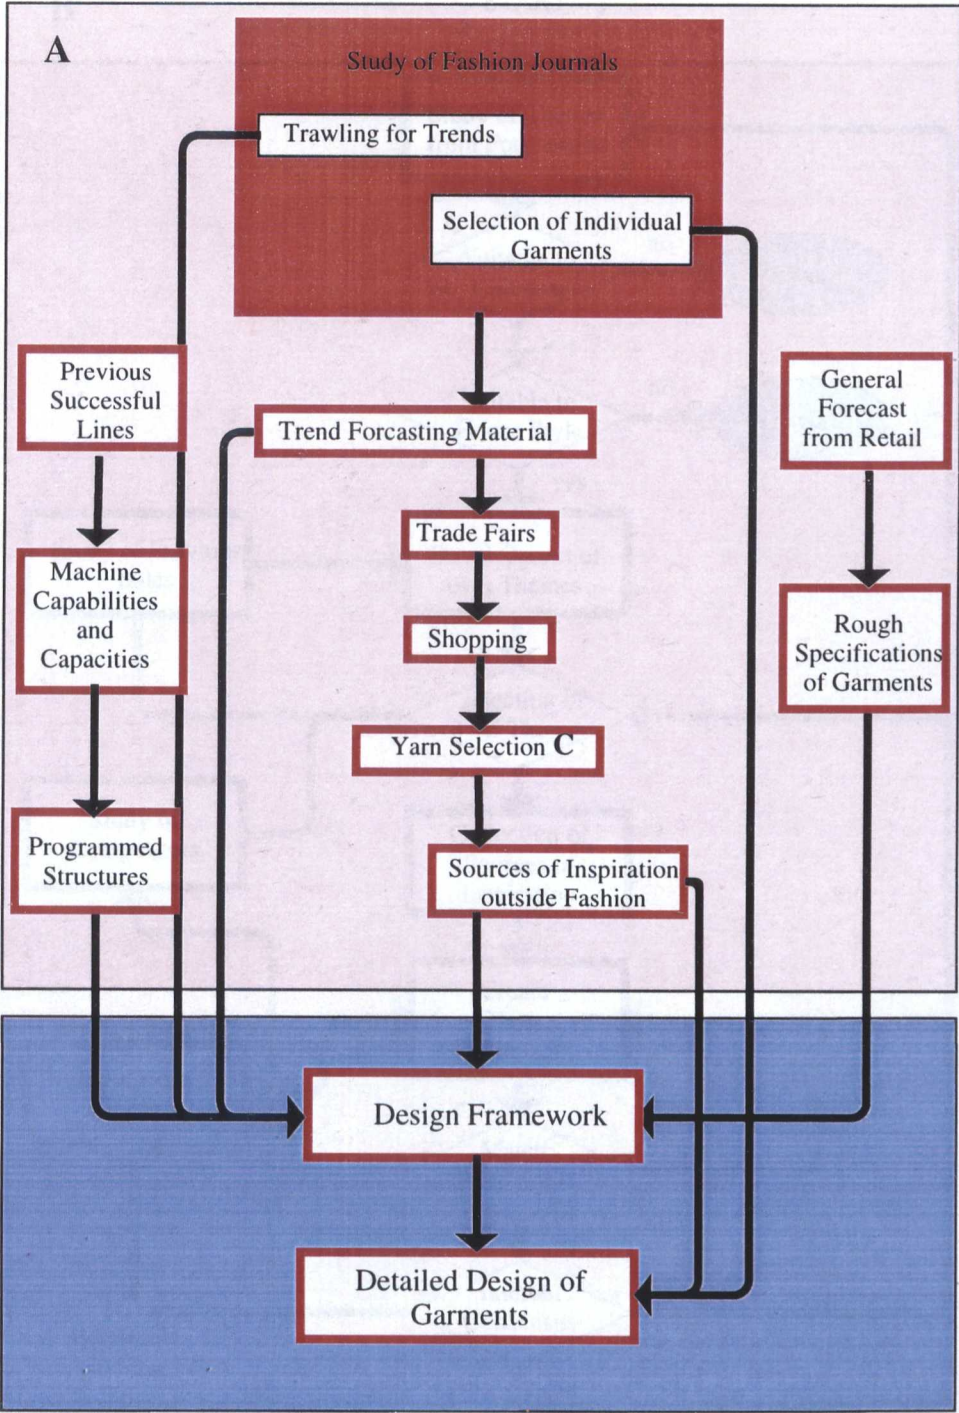 A
Study of Fashion Journals
Trawling for Trends
Selection of Individual
Garments
Previous
Successful
Lines
Trend Forcasting Material
General
Forecast
from Retail
Trade Fairs
Machine
Capabilities
and
Capacities
Shopping
Rough
Specifications
of Garments
Yarn Selection C
Programmed
Structures
Sources of Inspiration
outside Fashion
Design Framework
Detailed Design of
Garments